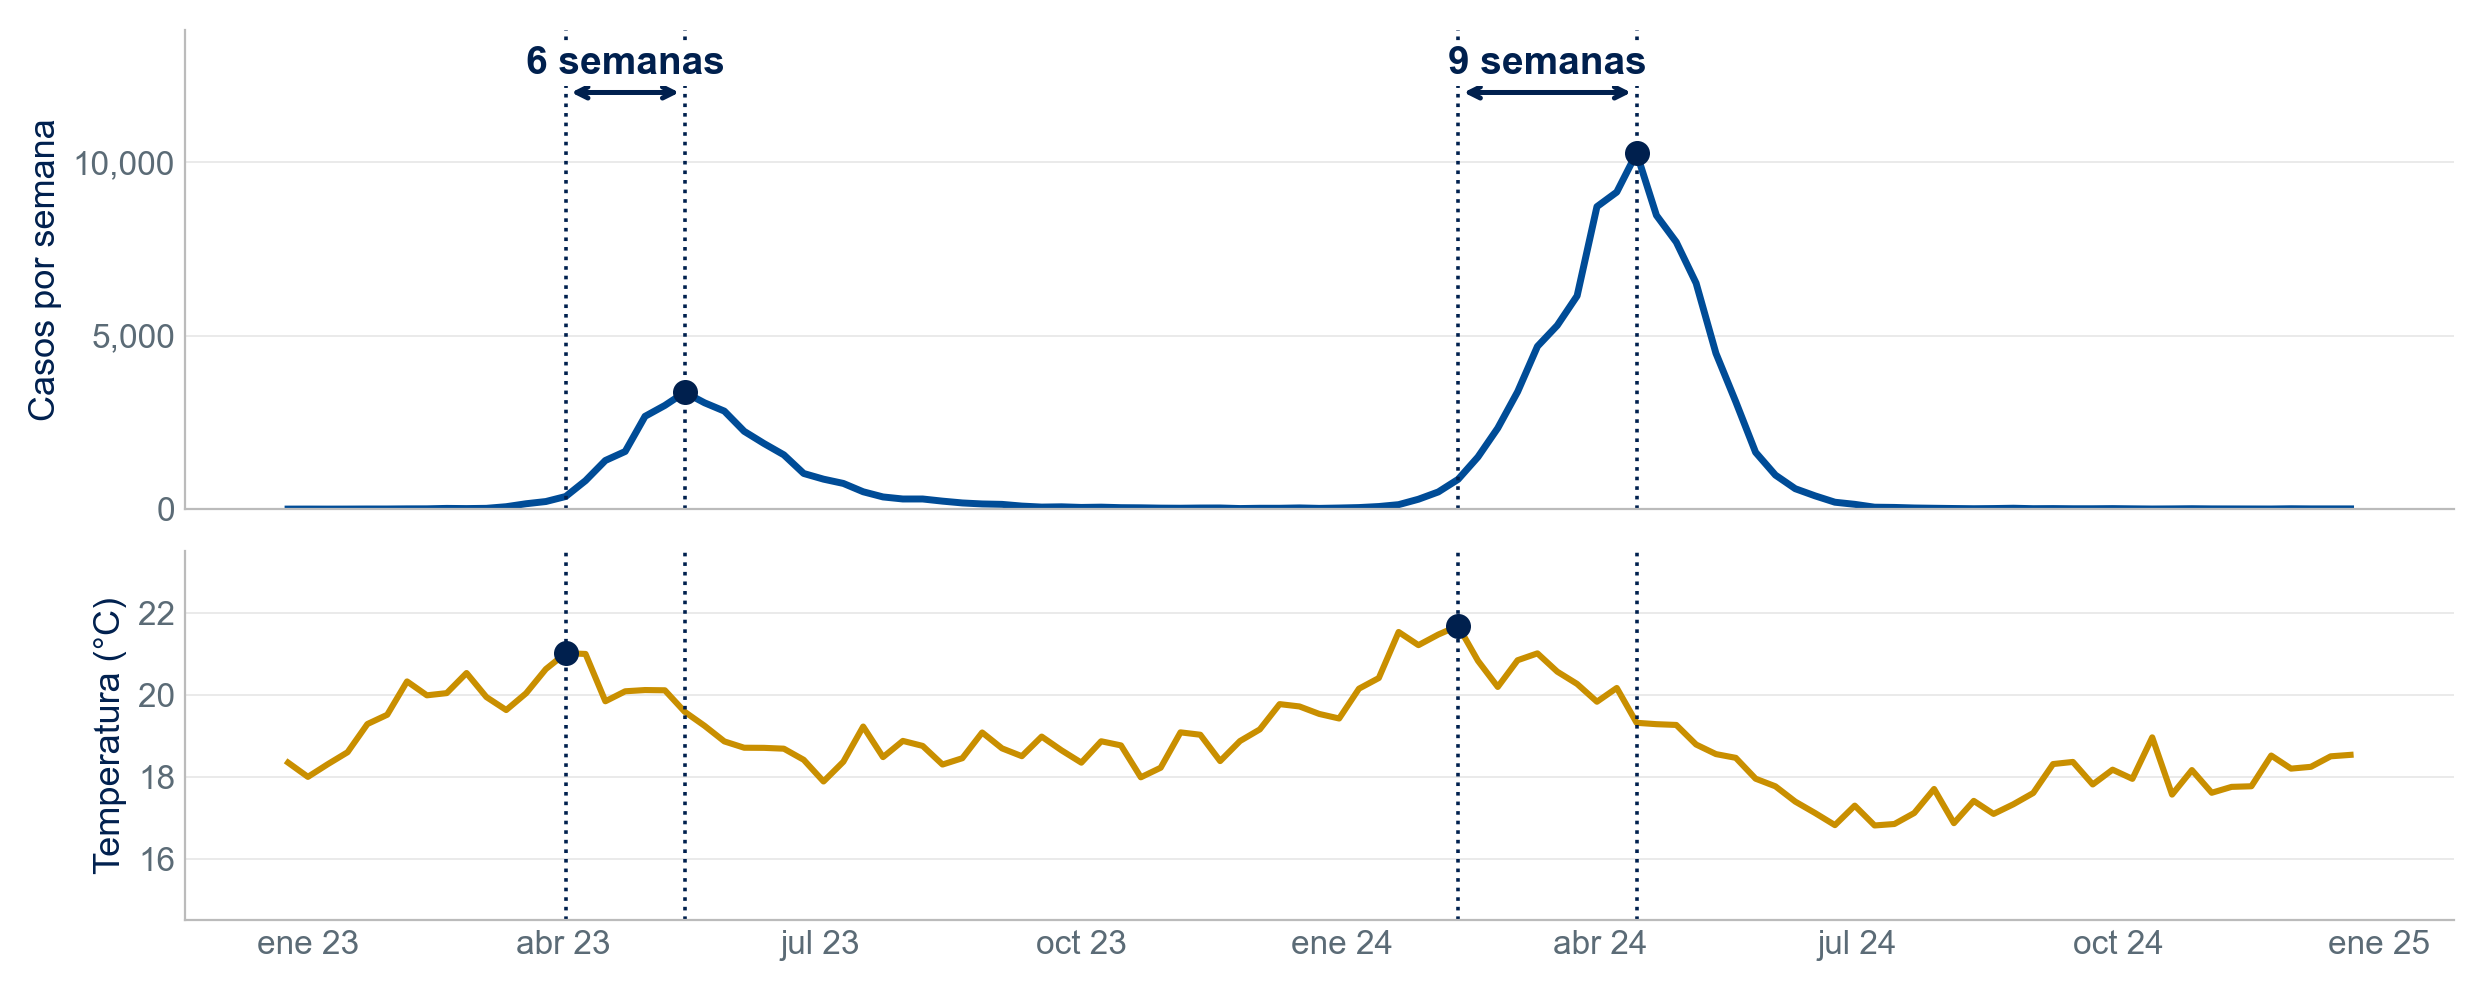 6 semanas
9 semanas
Casos por semana
10,000
5,000
0
Temperatura (°C)
22
20
18
16
ene 23
abr 23
jul 23
oct 23
ene 24
abr 24
jul 24
oct 24
ene 25